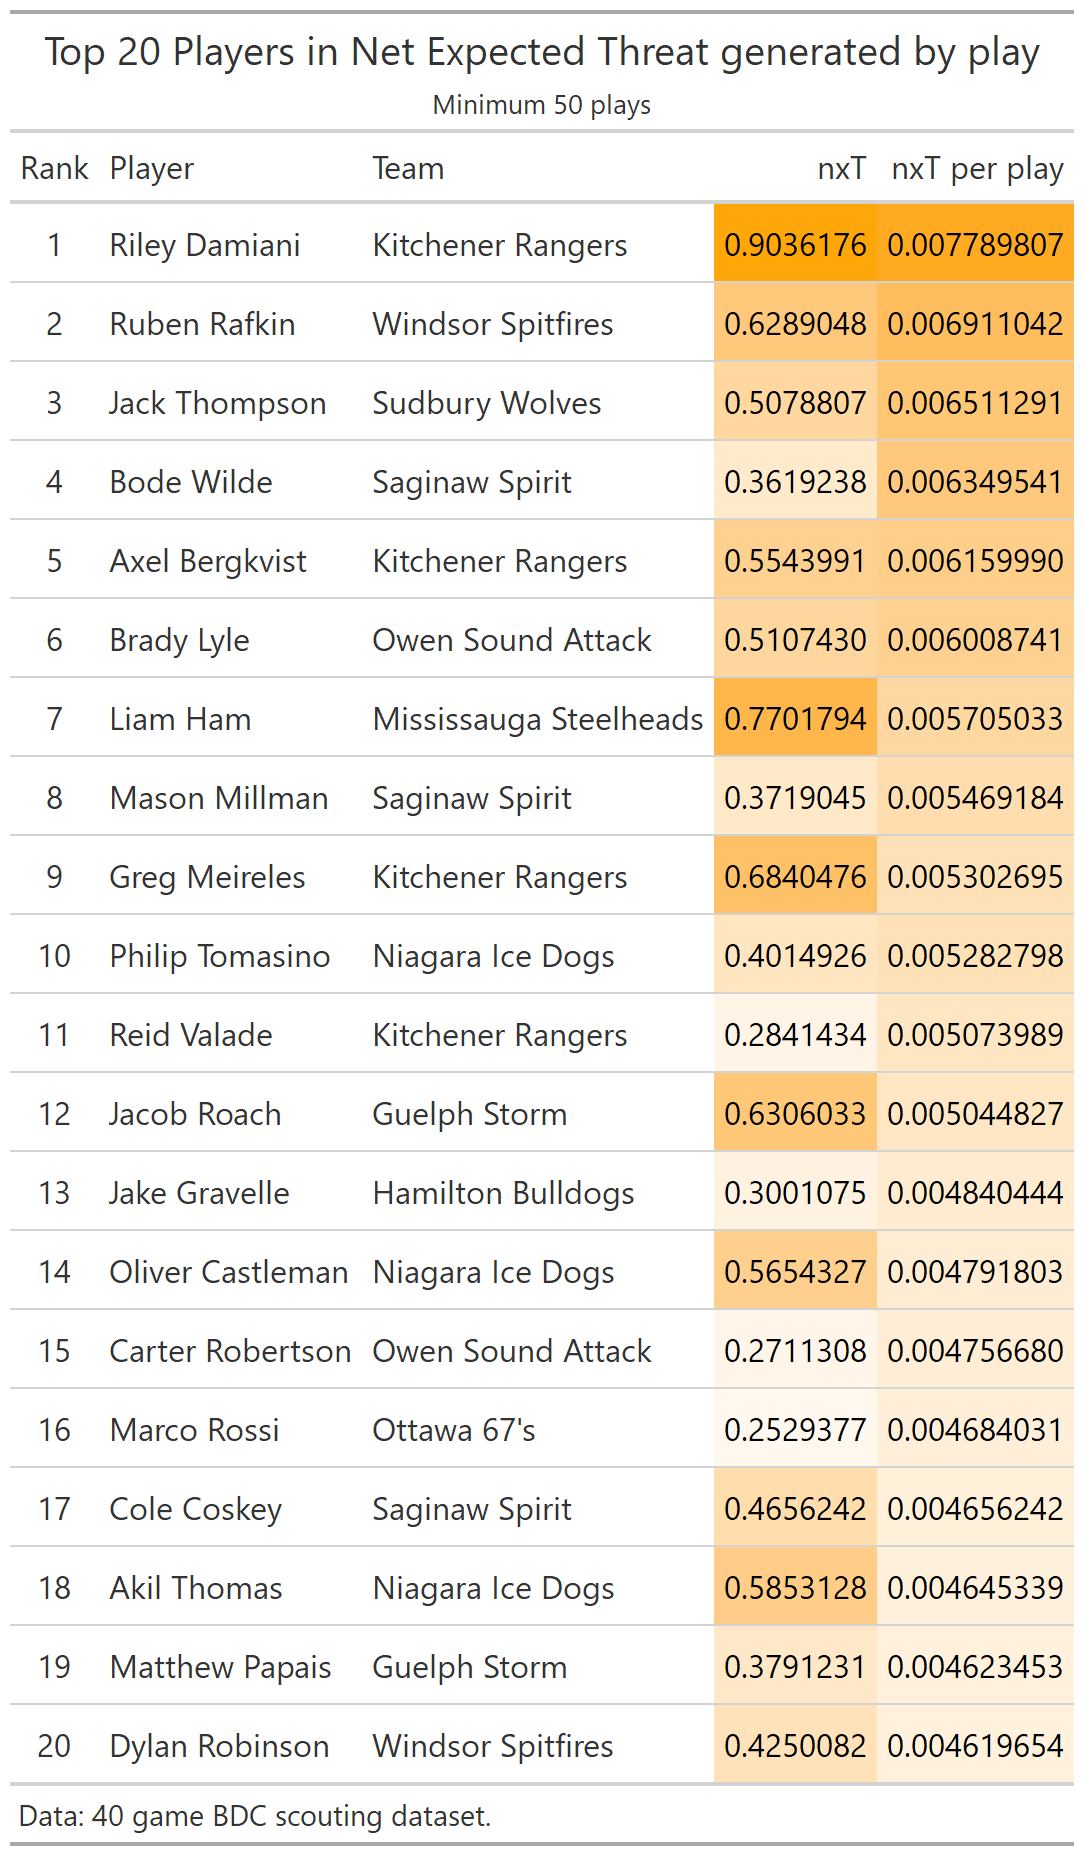 Top 20 Players in Net Expected Threat generated by play
Minimum 50 plays
Rank Player Team nxT nxT per play
1 Riley Damiani Kitchener Rangers 0.9036176 0.007789807
2 Ruben Rafkin Windsor Spitfires 0.6289048 0.006911042
3 Jack Thompson Sudbury Wolves 0.5078807 0.006511291
4 Bode Wilde Saginaw Spirit 0.3619238 0.006349541
5 Axel Bergkvist Kitchener Rangers 0.5543991 0.006159990
6 Brady Lyle Owen Sound Attack 0.5107430 0.006008741
7 Liam Ham Mississauga Steelheads 0.7701794 0.005705033
8 Mason Millman Saginaw Spirit 0.3719045 0.005469184
9 Greg Meireles Kitchener Rangers 0.6840476 0.005302695
10 Philip Tomasino Niagara Ice Dogs 0.4014926 0.005282798
11 Reid Valade Kitchener Rangers 0.2841434 0.005073989
12 Jacob Roach Guelph Storm 0.6306033 0.005044827
13 Jake Gravelle Hamilton Bulldogs 0.3001075 0.004840444
14 Oliver Castleman Niagara Ice Dogs 0.5654327 0.004791803
15 Carter Robertson Owen Sound Attack 0.2711308 0.004756680
16 Marco Rossi Ottawa 67's 0.2529377 0.004684031
17 Cole Coskey Saginaw Spirit 0.4656242 0.004656242
18 Akil Thomas Niagara Ice Dogs 0.5853128 0.004645339
19 Matthew Papais Guelph Storm 0.3791231 0.004623453
20 Dylan Robinson Windsor Spitfires 0.4250082 0.004619654
Data: 40 game BDC scouting dataset.